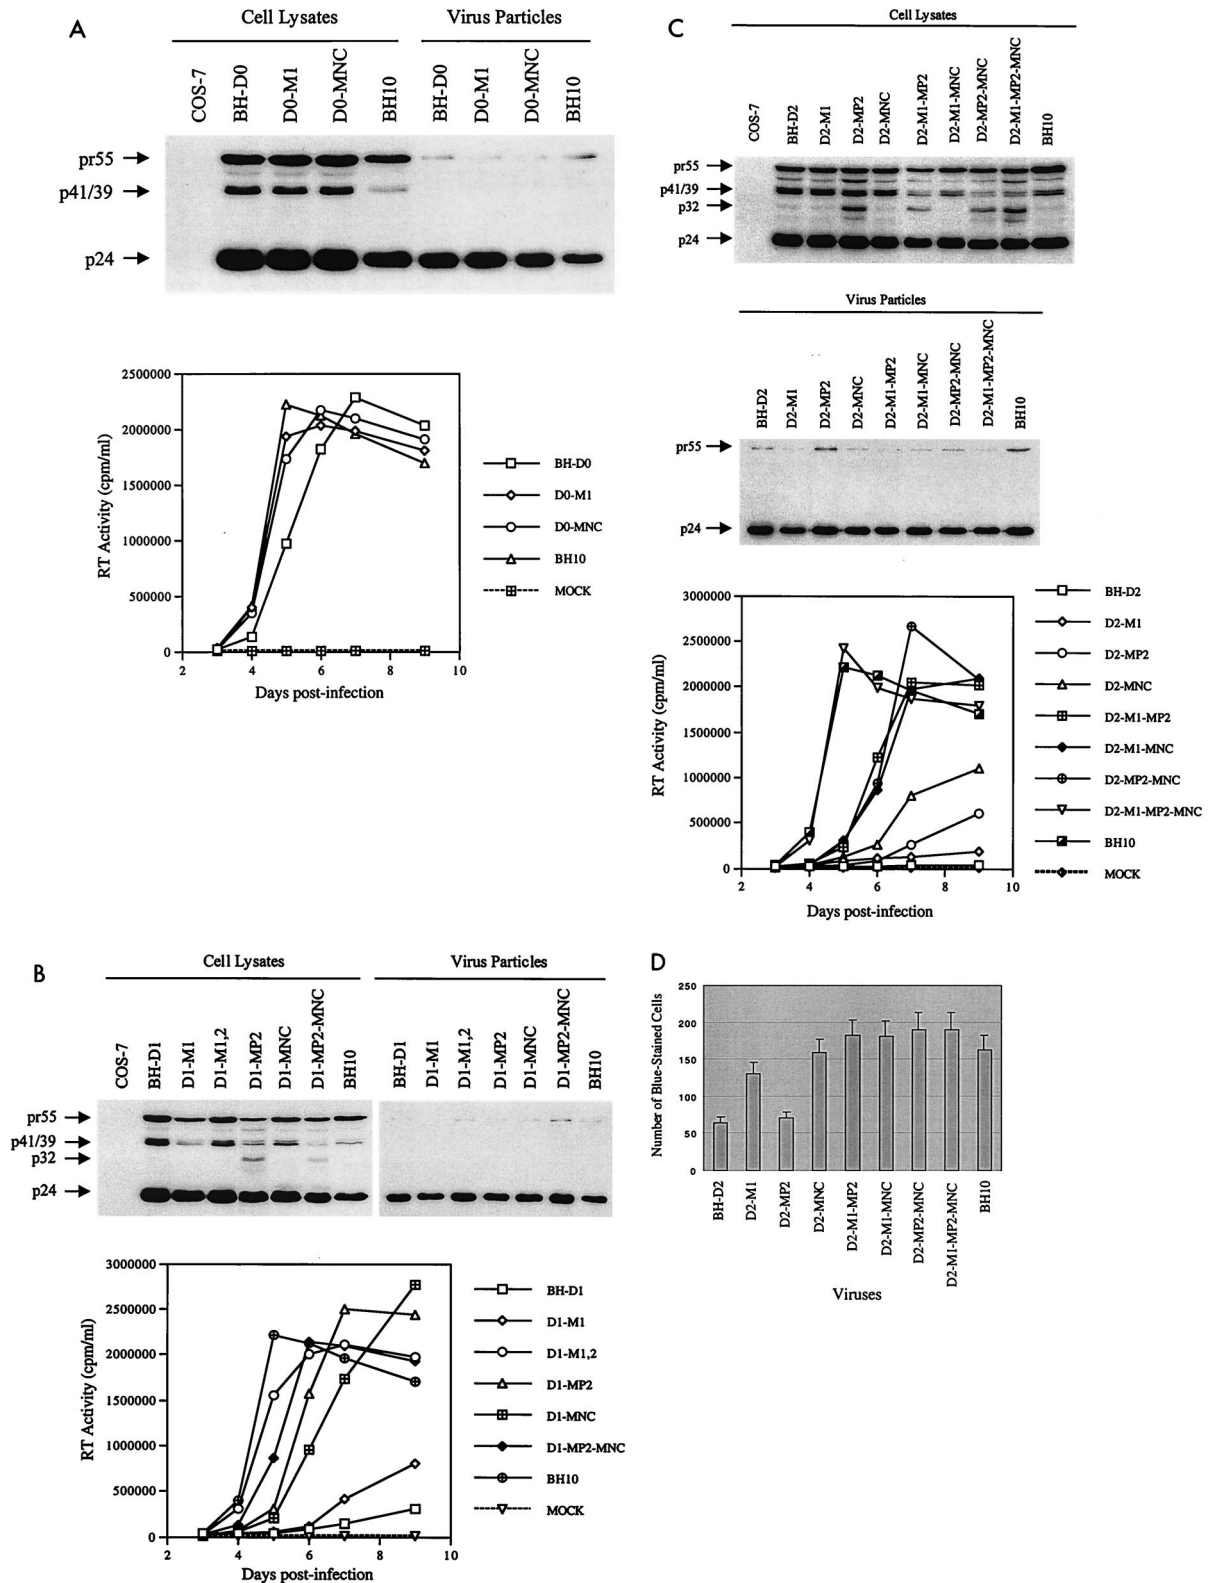 A
Cell Lysates
Virus Particles
COS-7
BH-D0
D0-M1
D0-MNC
BH10
BH-D0
D0-M1
D0-MNC
BH10
pr55
p41/39
p24
2500000
2000000
1500000
1000000
500000
0
2
4
6
8
10
RT Activity (cpm/ml)
Days post-infection
BH-D0
D0-M1
D0-MNC
BH10
MOCK
B
Cell Lysates
Virus Particles
COS-7
BH-D1
D1-M1
D1-M1,2
D1-MP2
D1-MNC
D1-MP2-MNC
BH10
BH-D1
D1-M1
D1-M1,2
D1-MP2
D1-MNC
D1-MP2-MNC
BH10
pr55
p41/39
p32
p24
3000000
2500000
2000000
1500000
1000000
500000
0
2
4
6
8
10
RT Activity (cpm/ml)
Days post-infection
BH-D1
D1-M1
D1-M1,2
D1-MP2
D1-MNC
D1-MP2-MNC
BH10
MOCK
C
Cell Lysates
COS-7
BH-D2
D2-M1
D2-MP2
D2-MNC
D2-M1-MP2
D2-M1-MNC
D2-MP2-MNC
D2-M1-MP2-MNC
BH10
pr55
p41/39
p32
p24
Virus Particles
BH-D2
D2-M1
D2-MP2
D2-MNC
D2-M1-MP2
D2-M1-MNC
D2-MP2-MNC
D2-M1-MP2-MNC
BH10
pr55
p24
3000000
2500000
2000000
1500000
1000000
500000
0
2
4
6
8
10
RT Activity (cpm/ml)
Days post-infection
BH-D2
D2-M1
D2-MP2
D2-MNC
D2-M1-MP2
D2-M1-MNC
D2-MP2-MNC
D2-M1-MP2-MNC
BH10
MOCK
D
250
200
150
100
50
0
Number of Blue-Stained Cells
BH-D2
D2-M1
D2-MP2
D2-MNC
D2-M1-MP2
D2-M1-MNC
D2-MP2-MNC
D2-M1-MP2-MNC
BH10
Viruses